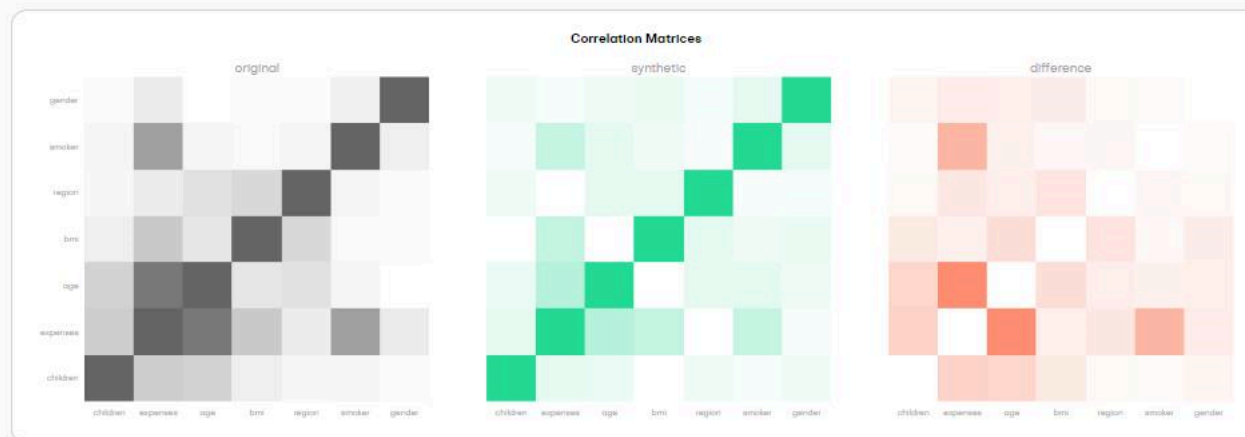 Correlation Matrices
original
synthetic
difference
gender
smoker
region
bmi
age
expenses
children
children expenses age bmi region smoker gender
children expenses age bmi region smoker gender
children expenses age bmi region smoker gender